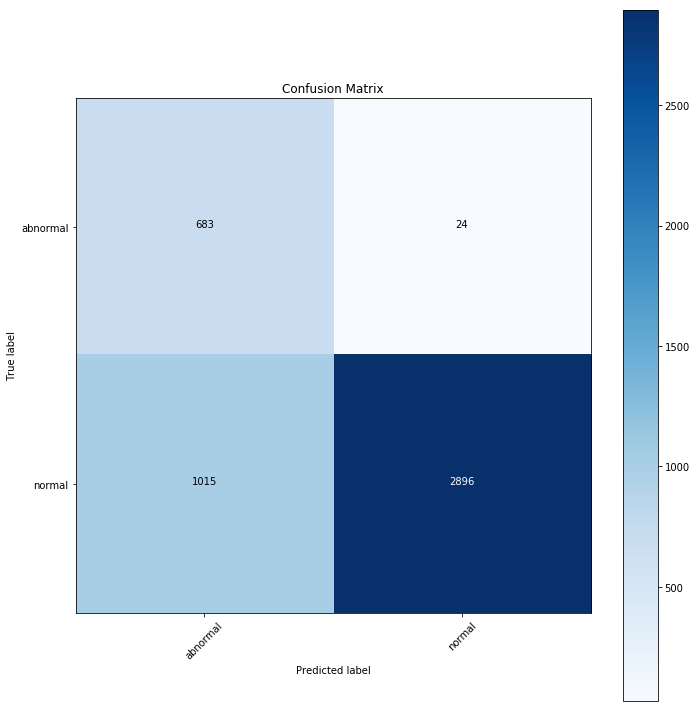 Confusion Matrix
2500
2000
683
24
abnormal
1500
True label
1000
1015
2896
normal
500
abnormal
normal
Predicted label